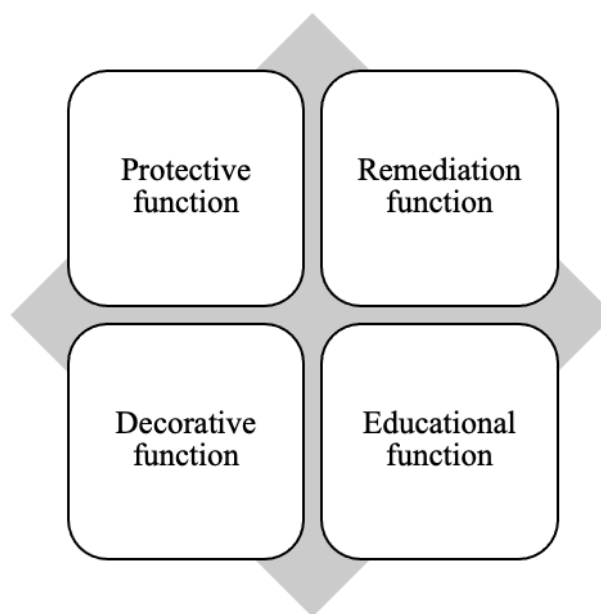 Protective
function
Remediation
function
Decorative
function
Educational
function